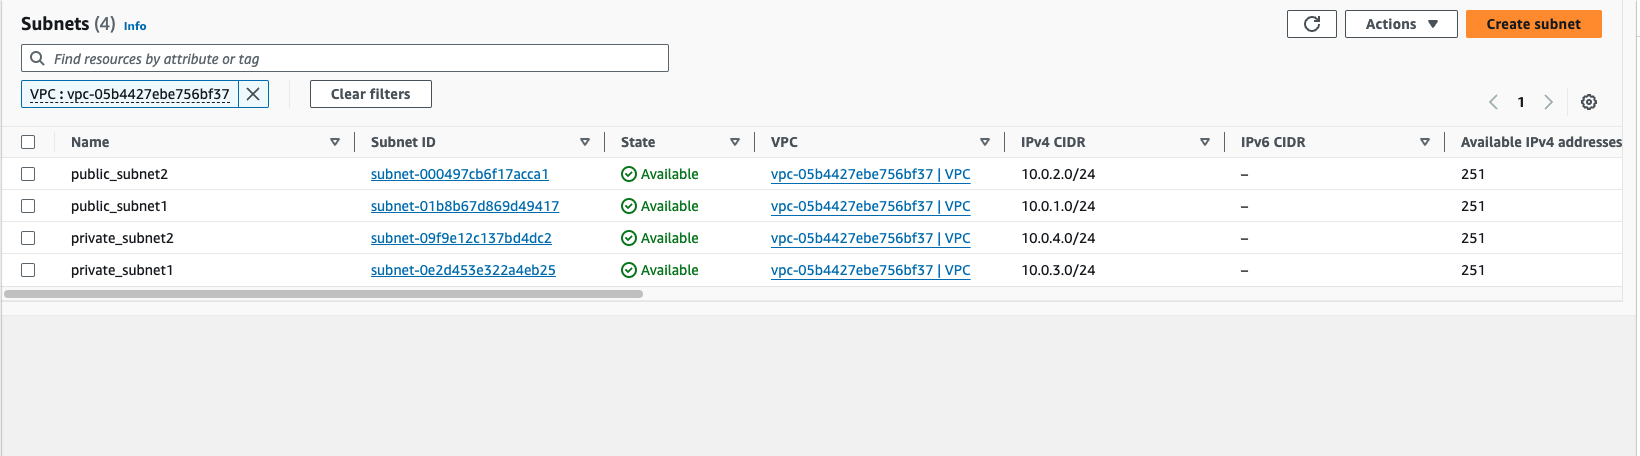 Subnets (4) Info
Actions
Create subnet
Find resources by attribute or tag
VPC : vpc-05b4427ebe756bf37
Clear filters
1
Name Subnet ID State VPC IPv4 CIDR IPv6 CIDR Available IPv4 addresses
public_subnet2 subnet-000497cb6f17acca1 Available vpc-05b4427ebe756bf37 | VPC 10.0.2.0/24 – 251
public_subnet1 subnet-01b8b67d869d49417 Available vpc-05b4427ebe756bf37 | VPC 10.0.1.0/24 – 251
private_subnet2 subnet-09f9e12c137bd4dc2 Available vpc-05b4427ebe756bf37 | VPC 10.0.4.0/24 – 251
private_subnet1 subnet-0e2d453e322a4eb25 Available vpc-05b4427ebe756bf37 | VPC 10.0.3.0/24 – 251